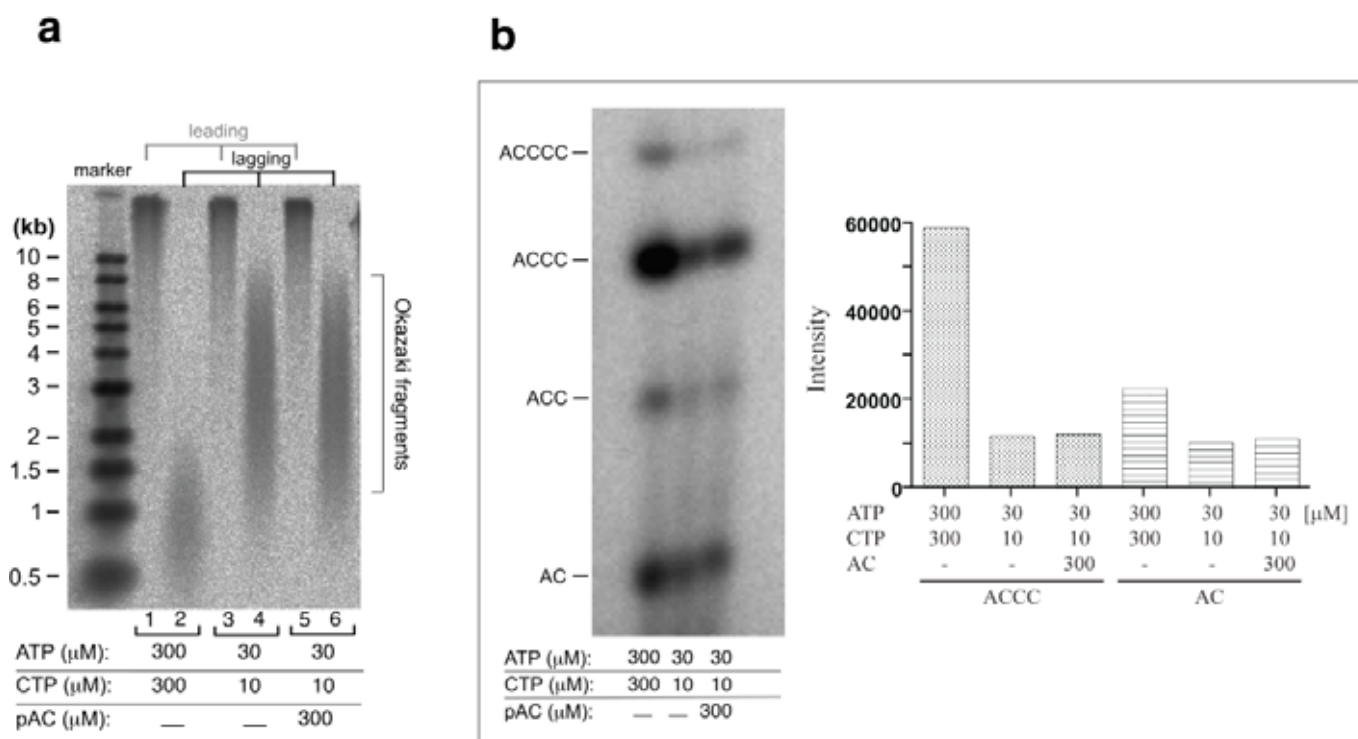 a
b
leading
lagging
marker
(kb)
10
8
6
5
4
3
2
1.5
1
0.5
Okazaki fragments
1 2 3 4 5 6
ATP (μM): 300 30 30
CTP (μM): 300 10 10
pAC (μM): — — 300
ACCCC
ACCC
ACC
AC
ATP (μM): 300 30 30
CTP (μM): 300 10 10
pAC (μM): — — 300
Intensity
60000
40000
20000
0
ATP 300 30 30 300 30 30 [μM]
CTP 300 10 10 300 10 10
AC - - 300 - - 300
ACCC AC